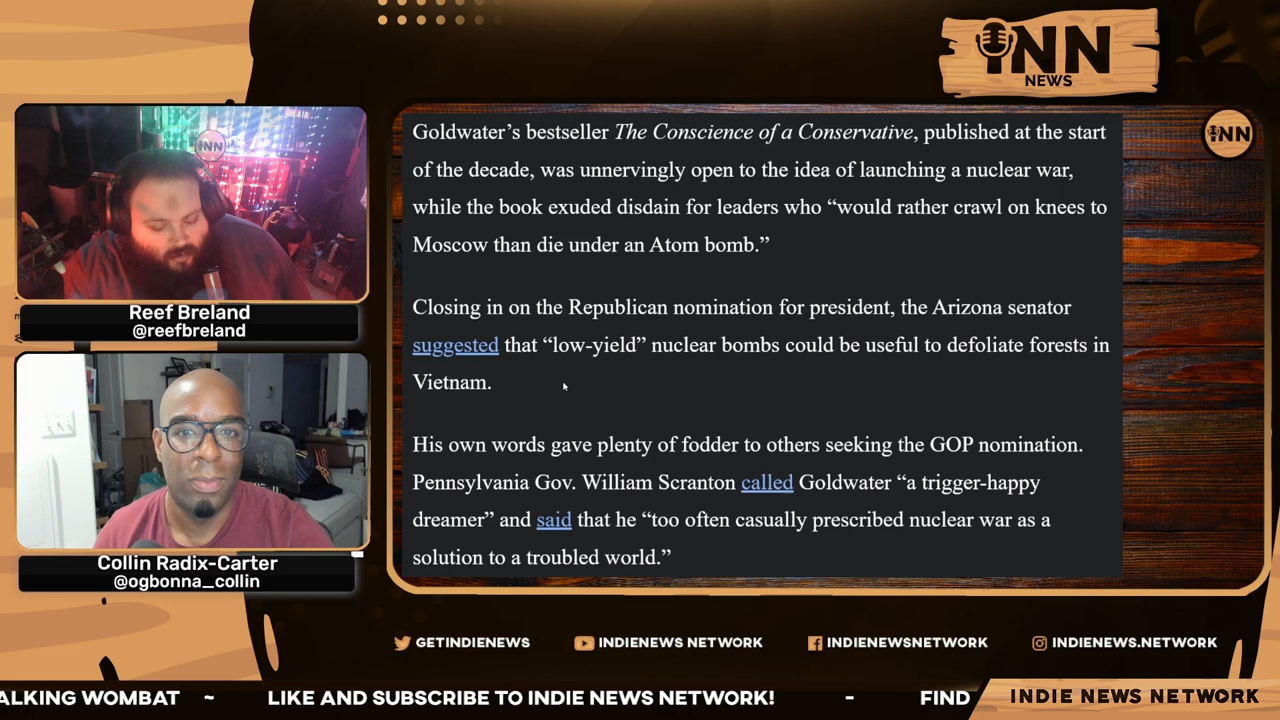 INN
NEWS
INN
INN
Reef Breland
@reefbreland
Collin Radix-Carter
@ogbonna_collin
Goldwater’s bestseller The Conscience of a Conservative, published at the start
of the decade, was unnervingly open to the idea of launching a nuclear war,
while the book exuded disdain for leaders who “would rather crawl on knees to
Moscow than die under an Atom bomb.”
Closing in on the Republican nomination for president, the Arizona senator
suggested that “low-yield” nuclear bombs could be useful to defoliate forests in
Vietnam.
His own words gave plenty of fodder to others seeking the GOP nomination.
Pennsylvania Gov. William Scranton called Goldwater “a trigger-happy
dreamer” and said that he “too often casually prescribed nuclear war as a
solution to a troubled world.”
GETINDIENEWS
INDIENEWS NETWORK
INDIENEWSNETWORK
INDIENEWS.NETWORK
ALKING WOMBAT ~ LIKE AND SUBSCRIBE TO INDIE NEWS NETWORK! - FIND
INDIE NEWS NETWORK